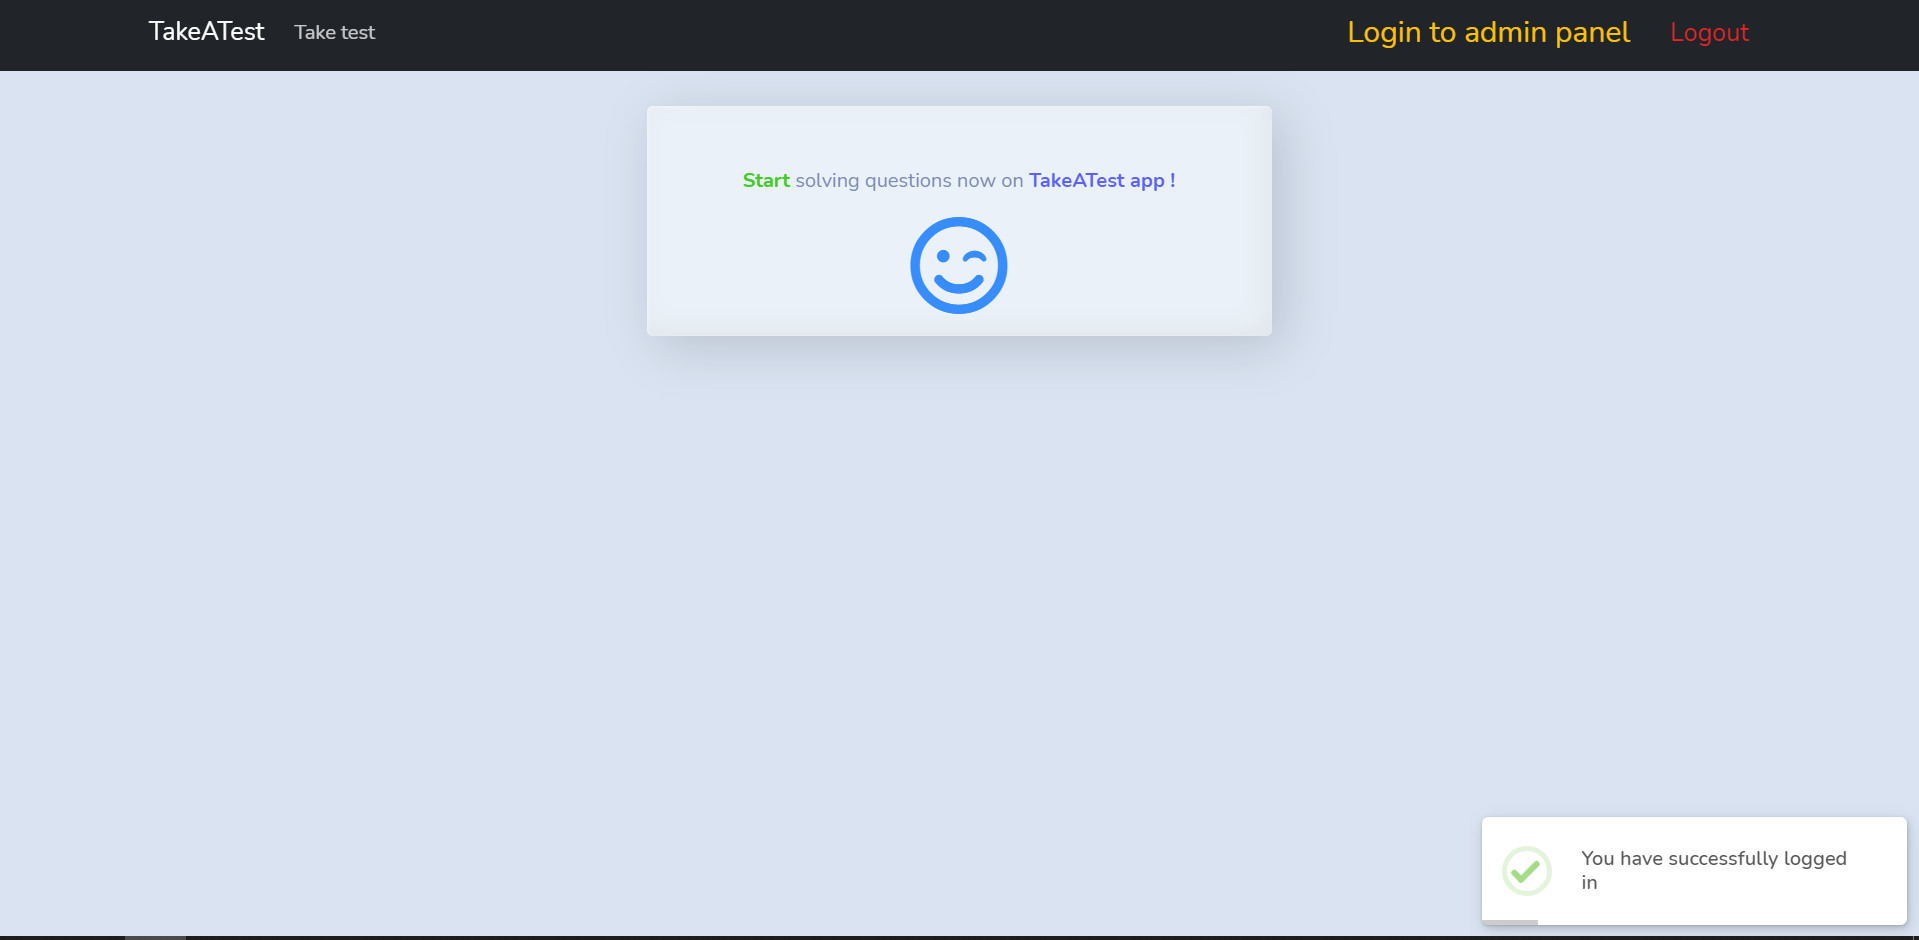 TakeATest Take test Login to admin panel Logout
Start solving questions now on TakeATest app !
You have successfully logged
in